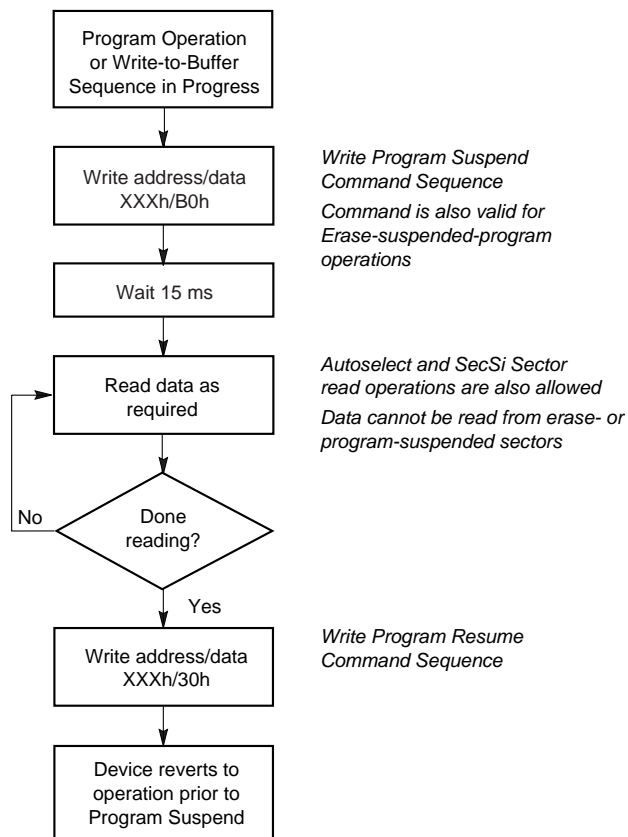 Program Operation
or Write-to-Buffer
Sequence in Progress
Write address/data
XXXh/B0h
Write Program Suspend
Command Sequence
Command is also valid for
Erase-suspended-program
operations
Wait 15 ms
Read data as
required
Autoselect and SecSi Sector
read operations are also allowed
Data cannot be read from erase- or
program-suspended sectors
No
Done
reading?
Yes
Write address/data
XXXh/30h
Write Program Resume
Command Sequence
Device reverts to
operation prior to
Program Suspend